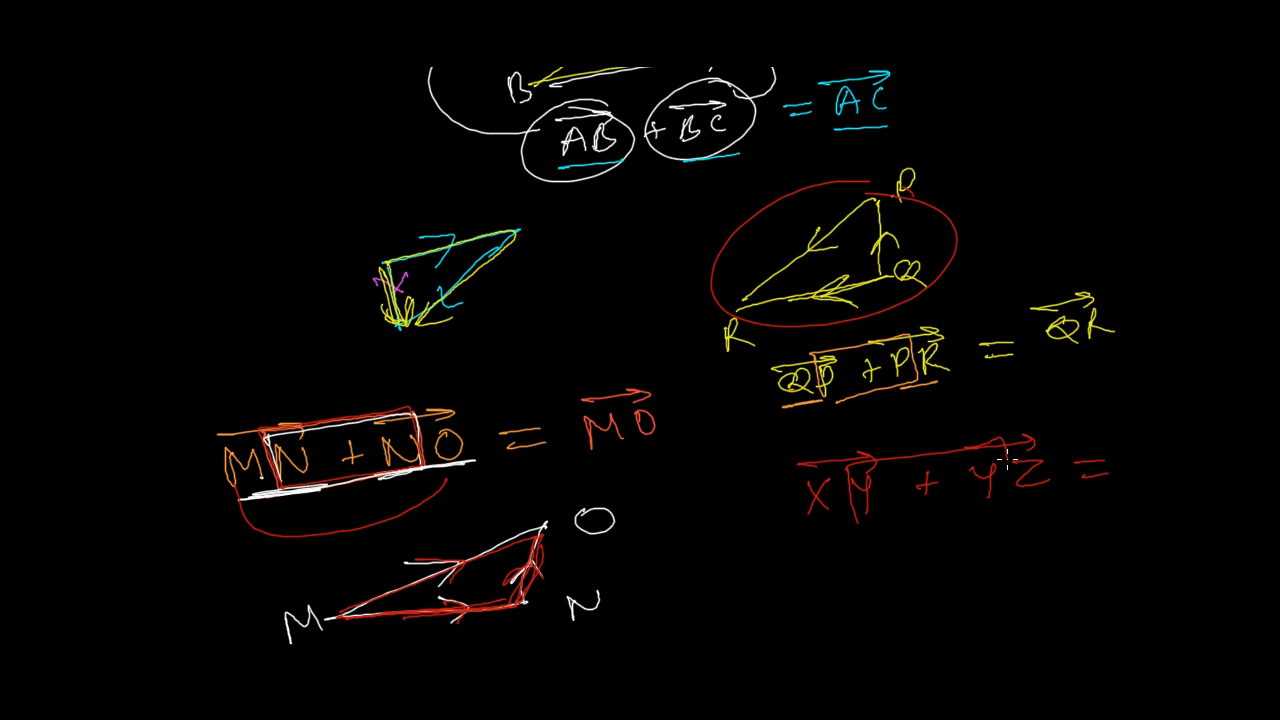 B
AB + BC = AC
R
Q
R
QP + PR = QR
MN + NO = MO
XY + YZ =
O
M
N